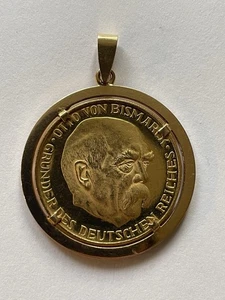 · OTTO VON BISMARCK ·
GRÜNDER DES DEUTSCHEN REICHES